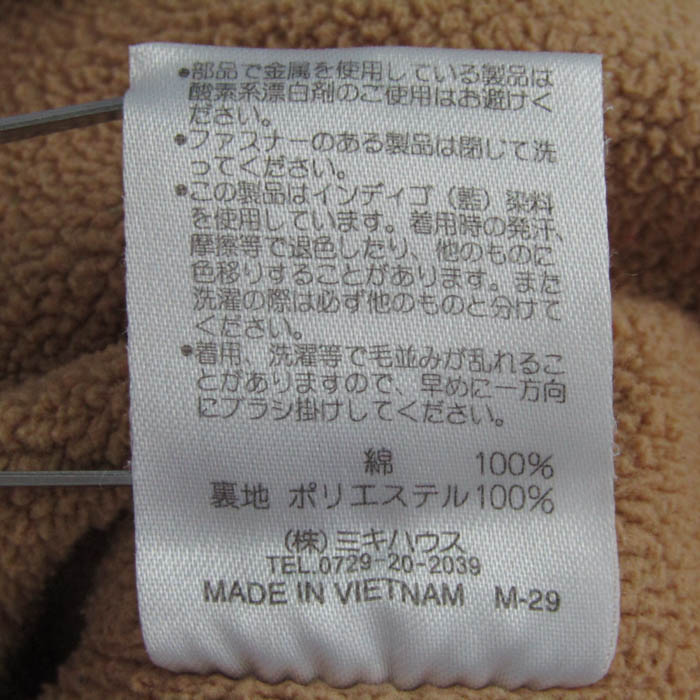 •部品で金属を使用している製品は
酸素系漂白剤のご使用はお避けく
ださい。
•ファスナーのある製品は閉じて洗
ってください。
•この製品はインディゴ（藍）染料
を使用しています。着用時の発汗、
摩擦等で退色したり、他のものに
色移りすることがあります。また
洗濯の際は必ず他のものと分けて
ください。
•着用、洗濯等で毛並みが乱れるこ
とがありますので、早めに一方向
にブラシ掛けしてください。
綿 100%
裏地 ポリエステル100%
（株）ミキハウス
TEL.0729-20-2039
MADE IN VIETNAM M-29